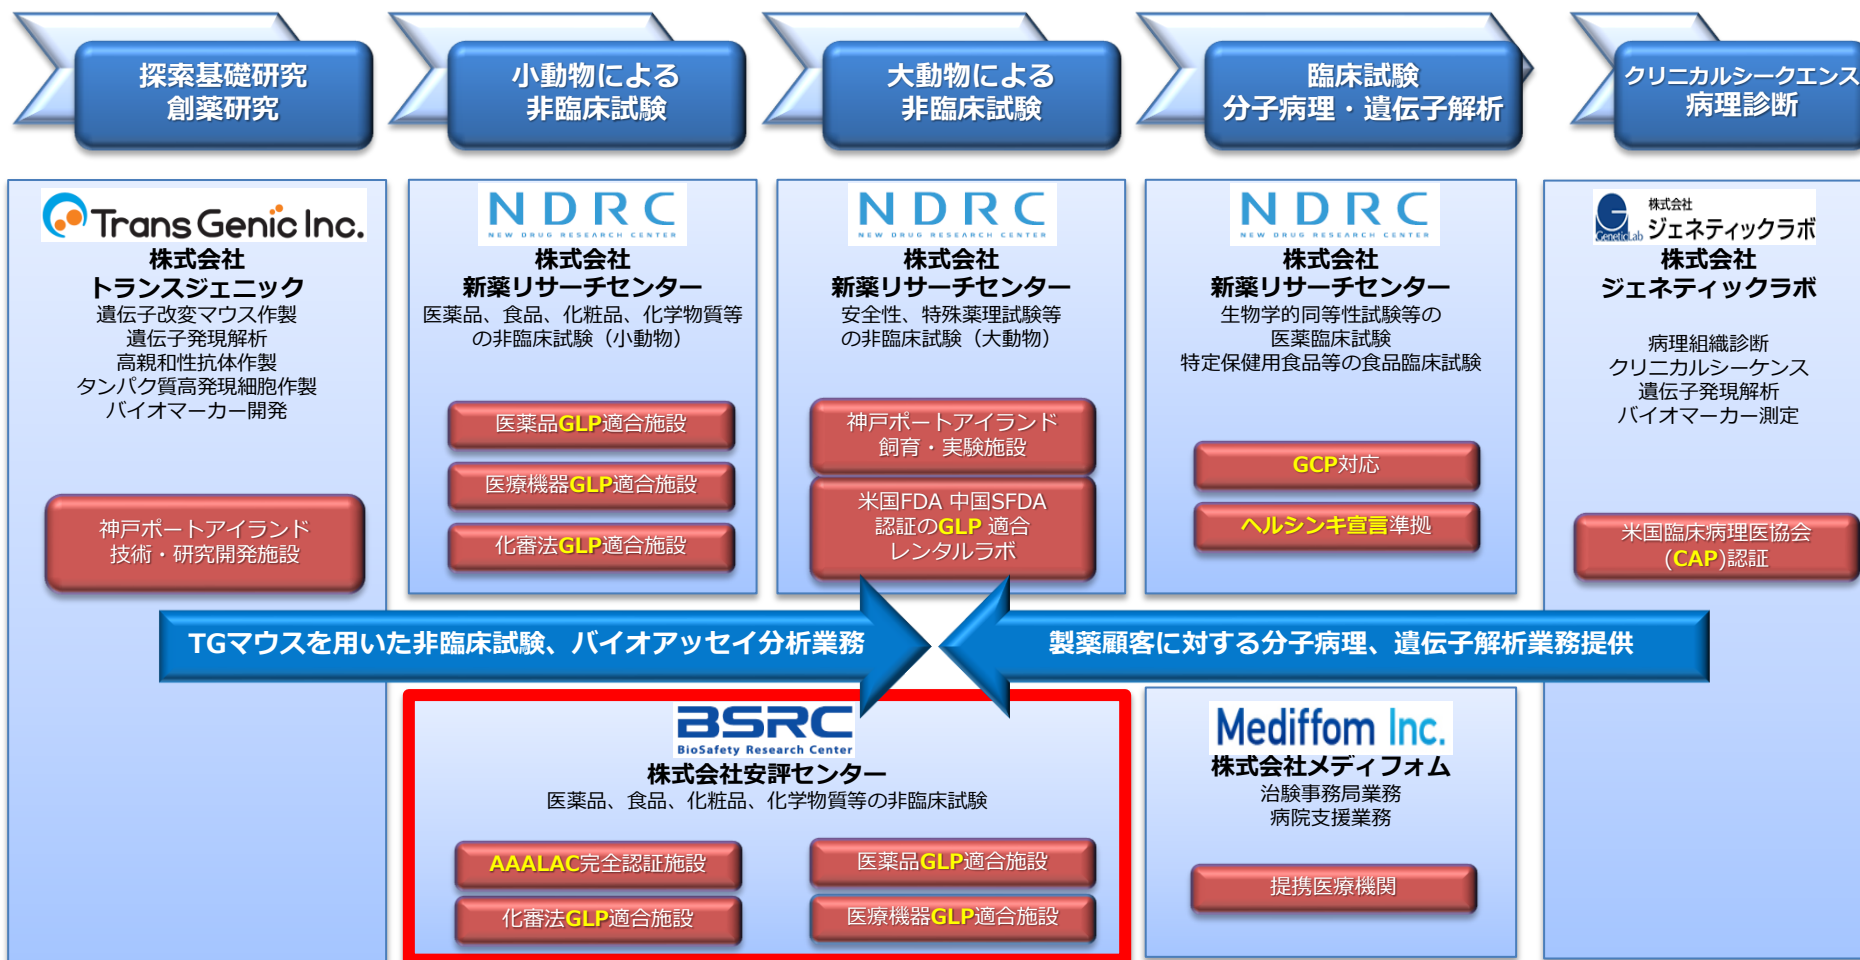 探索基礎研究
創薬研究
小動物による
非臨床試験
大動物による
非臨床試験
臨床試験
分子病理・遺伝子解析
クリニカルシークエンス
病理診断
Trans Genic Inc.
株式会社
トランスジェニック
遺伝子改変マウス作製
遺伝子発現解析
高親和性抗体作製
タンパク質高発現細胞作製
バイオマーカー開発
神戸ポートアイランド
技術・研究開発施設
NDRC
NEW DRUG RESEARCH CENTER
株式会社
新薬リサーチセンター
医薬品、食品、化粧品、化学物質等
の非臨床試験（小動物）
医薬品GLP適合施設
医療機器GLP適合施設
化審法GLP適合施設
NDRC
NEW DRUG RESEARCH CENTER
株式会社
新薬リサーチセンター
安全性、特殊薬理試験等
の非臨床試験（大動物）
神戸ポートアイランド
飼育・実験施設
米国FDA 中国SFDA
認証のGLP 適合
レンタルラボ
NDRC
NEW DRUG RESEARCH CENTER
株式会社
新薬リサーチセンター
生物学的同等性試験等の
医薬臨床試験
特定保健用食品等の食品臨床試験
GCP対応
ヘルシンキ宣言準拠
GeneticLab
株式会社
ジェネティックラボ
株式会社
ジェネティックラボ
病理組織診断
クリニカルシーケンス
遺伝子発現解析
バイオマーカー測定
米国臨床病理医協会
(CAP)認証
TGマウスを用いた非臨床試験、バイオアッセイ分析業務
製薬顧客に対する分子病理、遺伝子解析業務提供
BSRC
BioSafety Research Center
株式会社安評センター
医薬品、食品、化粧品、化学物質等の非臨床試験
AAALAC完全認証施設
医薬品GLP適合施設
化審法GLP適合施設
医療機器GLP適合施設
Mediffom Inc.
株式会社メディフォム
治験事務局業務
病院支援業務
提携医療機関